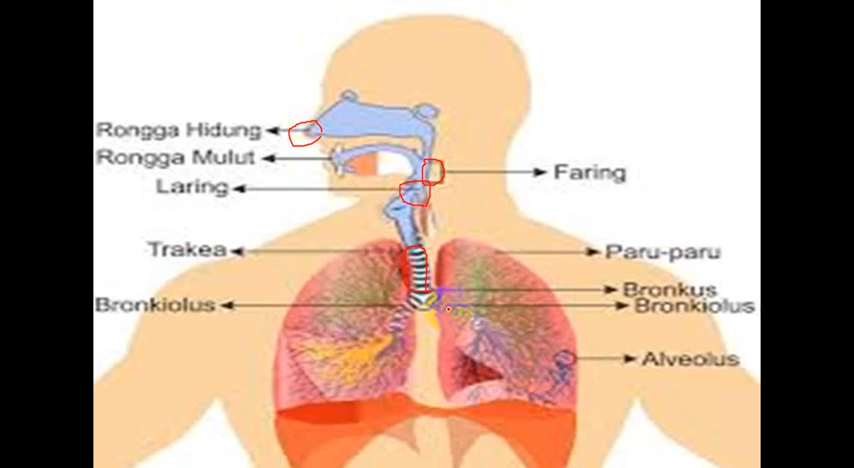 Rongga Hidung
Rongga Mulut
Laring
Trakea
Bronkiolus
Faring
Paru-paru
Bronkus
Bronkiolus
Alveolus